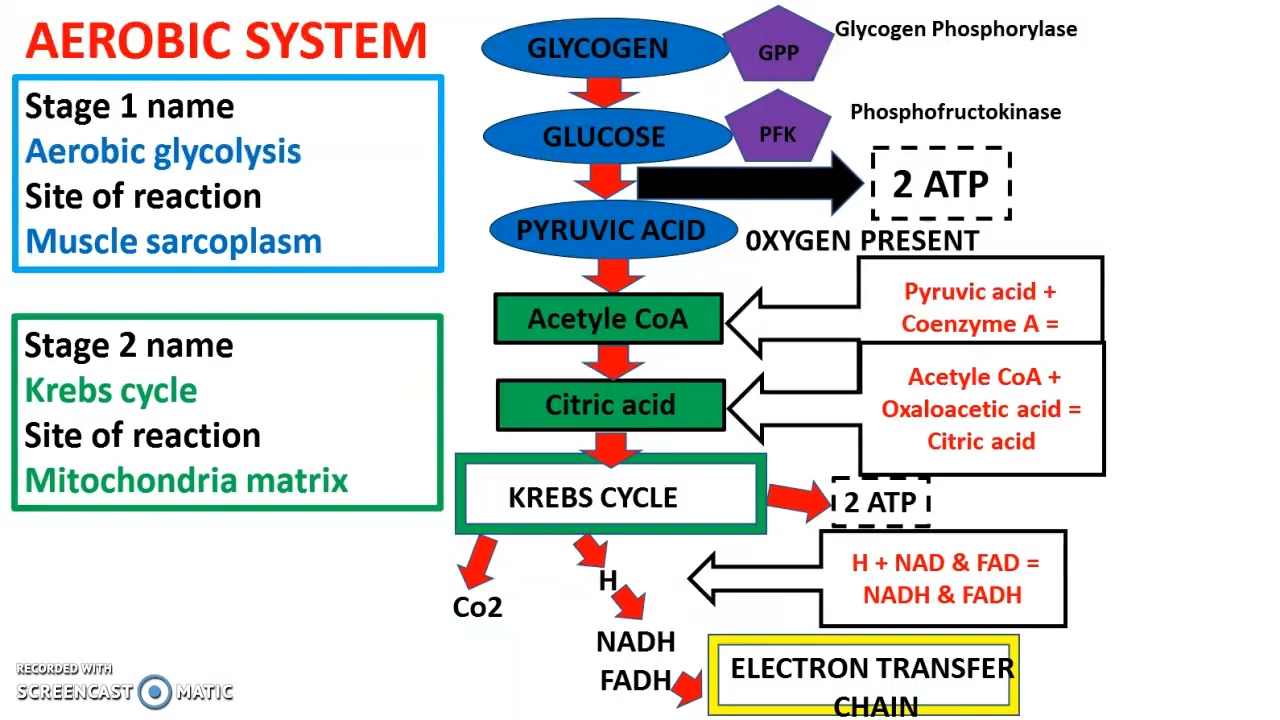 AEROBIC SYSTEM
Stage 1 name
Aerobic glycolysis
Site of reaction
Muscle sarcoplasm
Stage 2 name
Krebs cycle
Site of reaction
Mitochondria matrix
GLYCOGEN
GPP
Glycogen Phosphorylase
GLUCOSE
PFK
Phosphofructokinase
2 ATP
PYRUVIC ACID
0XYGEN PRESENT
Acetyle CoA
Pyruvic acid +
Coenzyme A =
Citric acid
Acetyle CoA +
Oxaloacetic acid =
Citric acid
KREBS CYCLE
2 ATP
H
Co2
H + NAD & FAD =
NADH & FADH
NADH
FADH
ELECTRON TRANSFER
CHAIN
RECORDED WITH
SCREENCAST MATIC